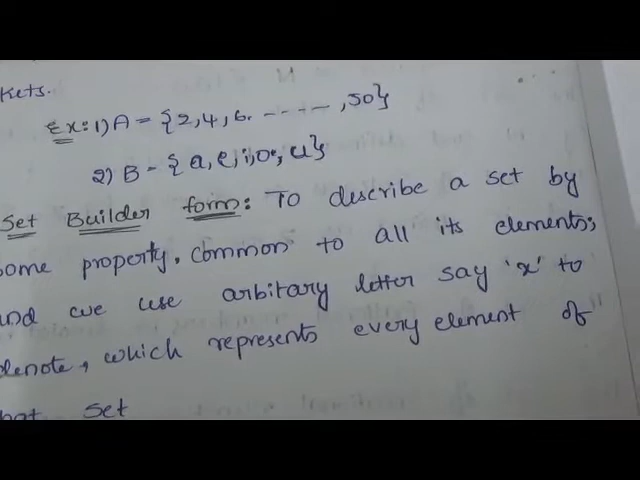 kets.
Ex: 1) A = {2,4,6. -----, 50}
2) B = {a, e, i, o, u}
Set Builder form: To describe a set by
some property, common to all its elements;
and we use arbitary letter say 'x' to
denote, which represents every element of
that set